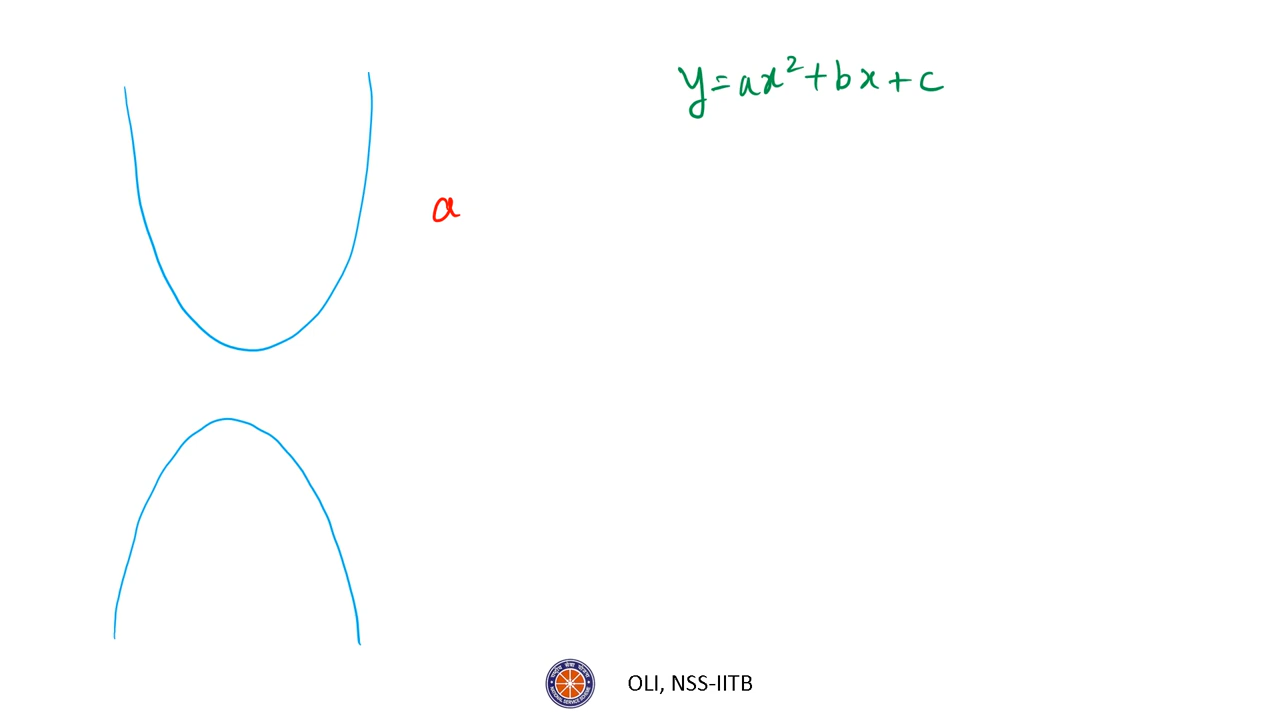 y=ax²+bx+c
a
OLI, NSS-IITB